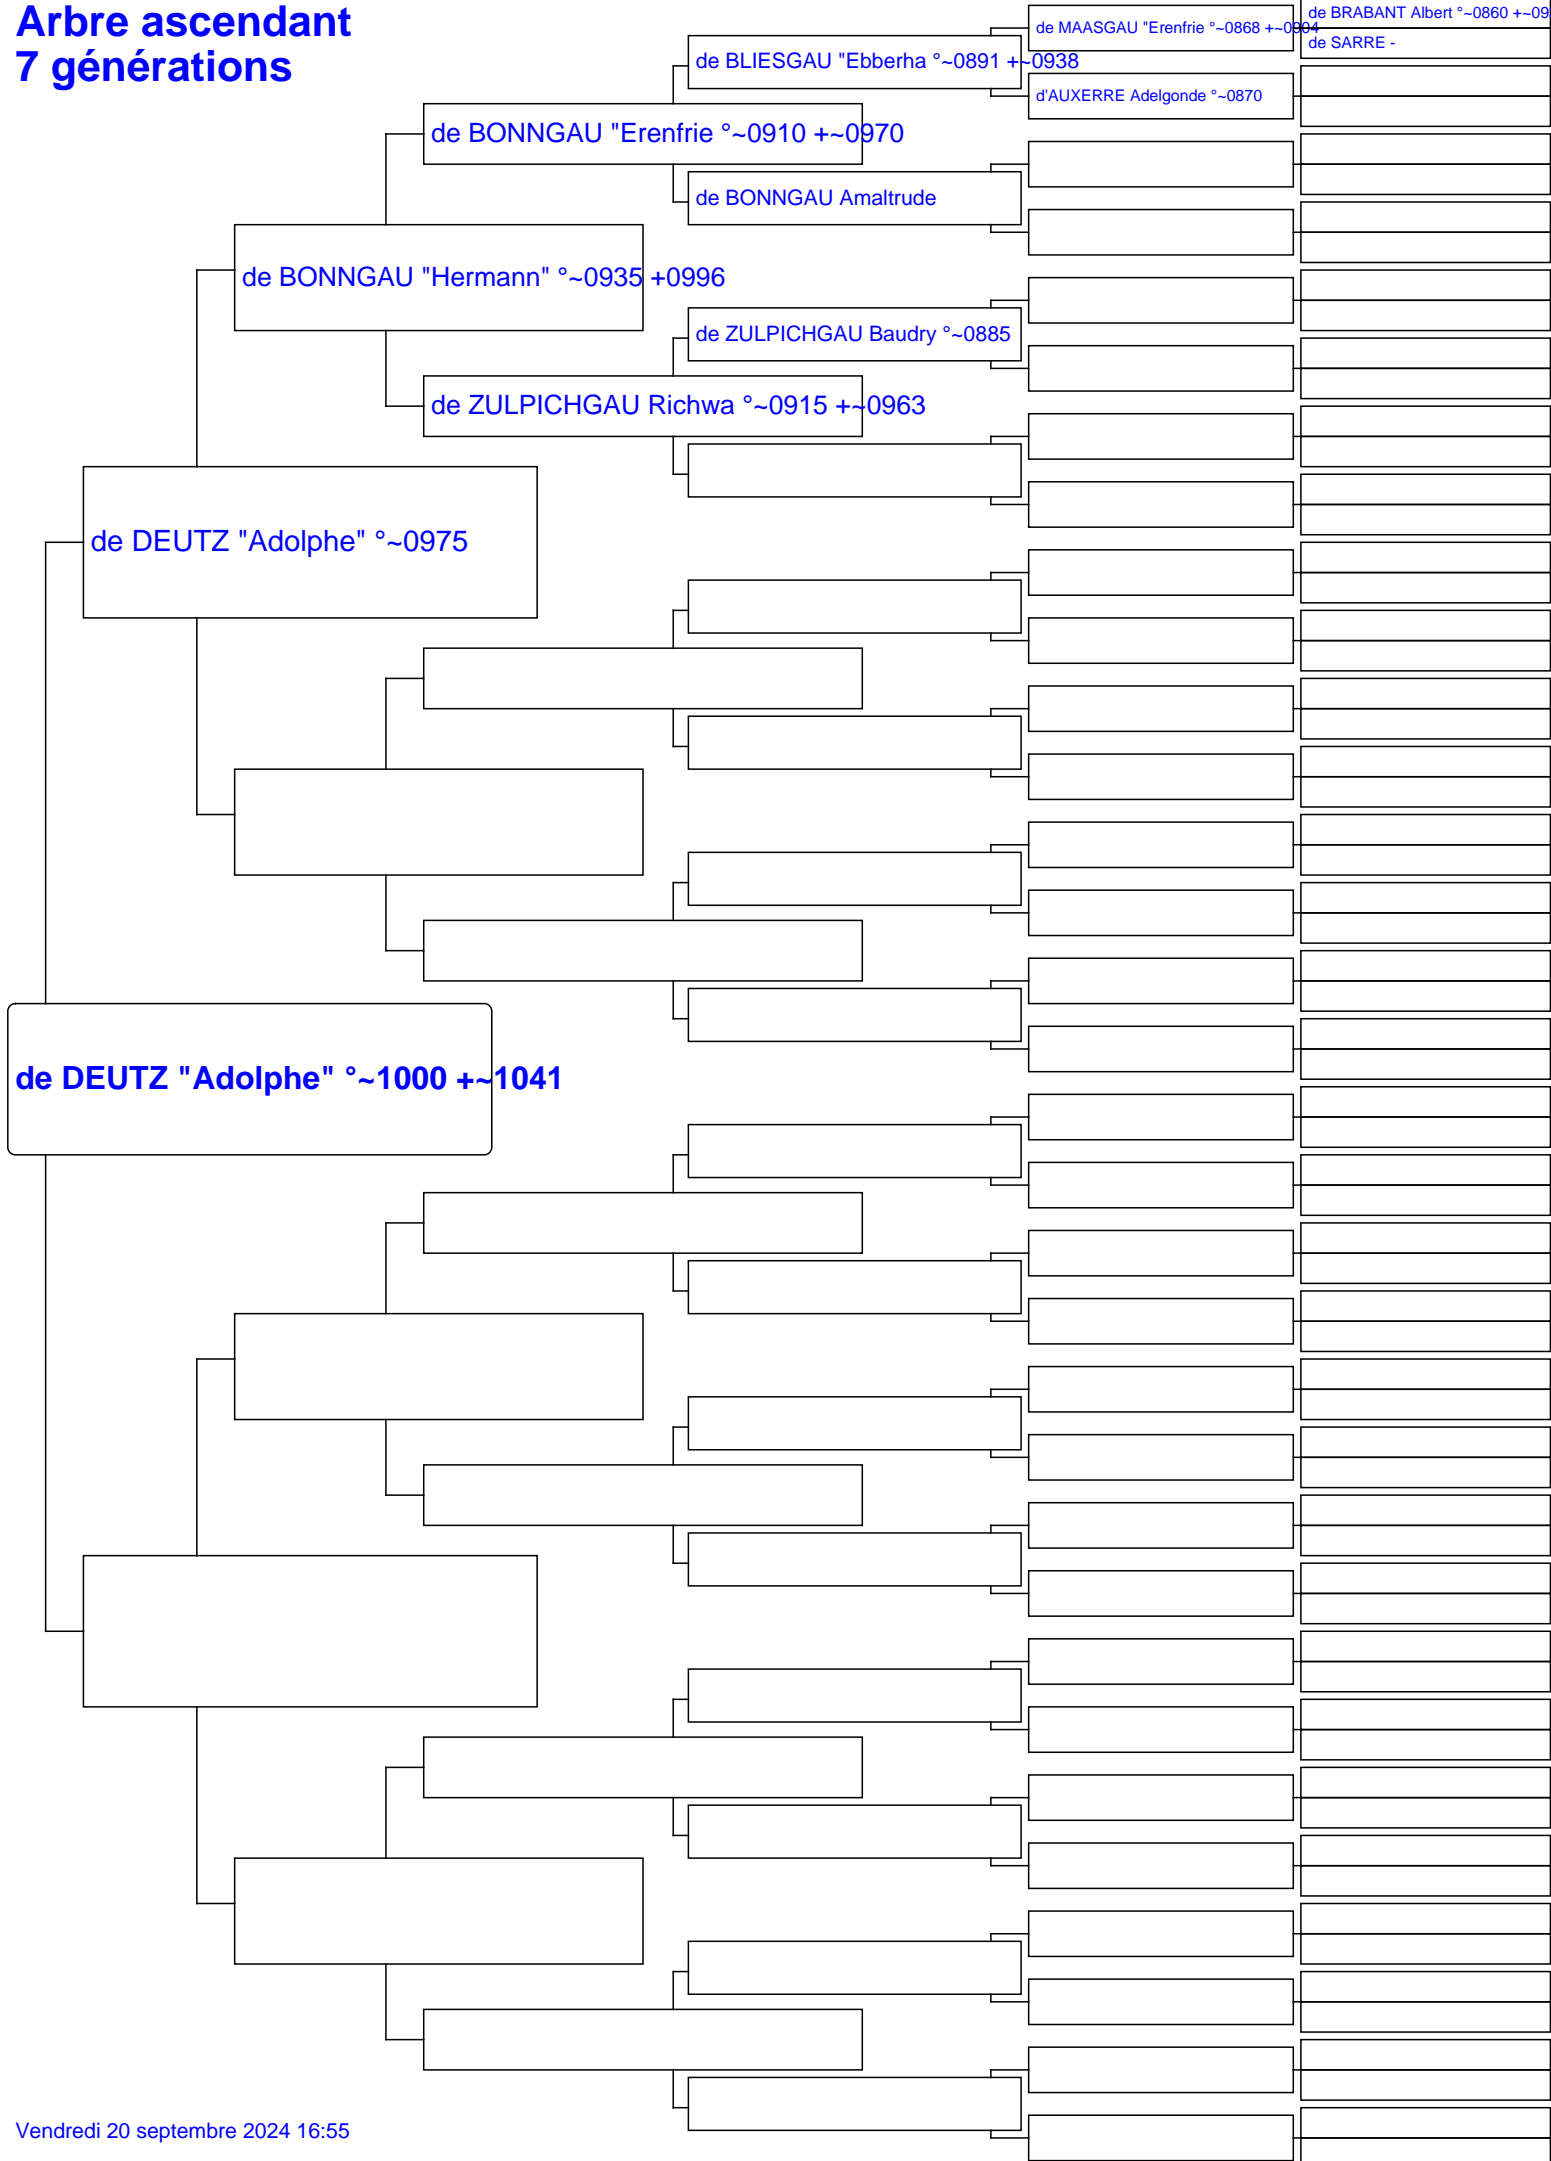 Arbre ascendant
7 générations
de BRABANT Albert °~0860 +~09
de MAASGAU "Erenfrie °~0868 +~0904
de SARRE -
de BLIESGAU "Ebberha °~0891 +~0938
d'AUXERRE Adelgonde °~0870
de BONNGAU "Erenfrie °~0910 +~0970
de BONNGAU Amaltrude
de BONNGAU "Hermann" °~0935 +0996
de ZULPICHGAU Baudry °~0885
de ZULPICHGAU Richwa °~0915 +~0963
de DEUTZ "Adolphe" °~0975
de DEUTZ "Adolphe" °~1000 +~1041
Vendredi 20 septembre 2024 16:55